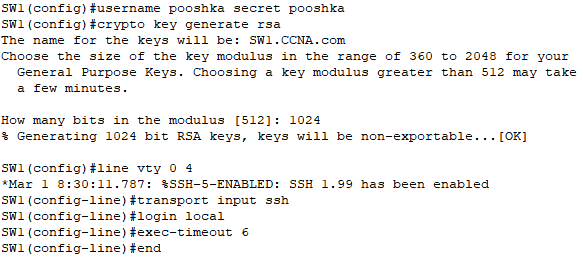 SW1(config)#username pooshka secret pooshka
SW1(config)#crypto key generate rsa
The name for the keys will be: SW1.CCNA.com
Choose the size of the key modulus in the range of 360 to 2048 for your
  General Purpose Keys. Choosing a key modulus greater than 512 may take
  a few minutes.

How many bits in the modulus [512]: 1024
% Generating 1024 bit RSA keys, keys will be non-exportable...[OK]

SW1(config)#line vty 0 4
*Mar 1 8:30:11.787: %SSH-5-ENABLED: SSH 1.99 has been enabled
SW1(config-line)#transport input ssh
SW1(config-line)#login local
SW1(config-line)#exec-timeout 6
SW1(config-line)#end